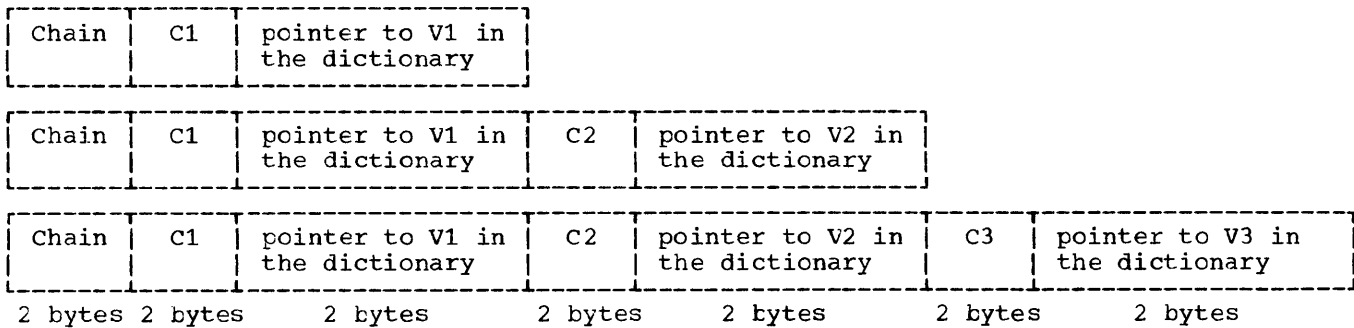 Chain C1 pointer to V1 in
the dictionary
Chain C1 pointer to V1 in C2 pointer to V2 in
the dictionary the dictionary
Chain C1 pointer to V1 in C2 pointer to V2 in C3 pointer to V3 in
the dictionary the dictionary the dictionary
2 bytes 2 bytes 2 bytes 2 bytes 2 bytes 2 bytes 2 bytes